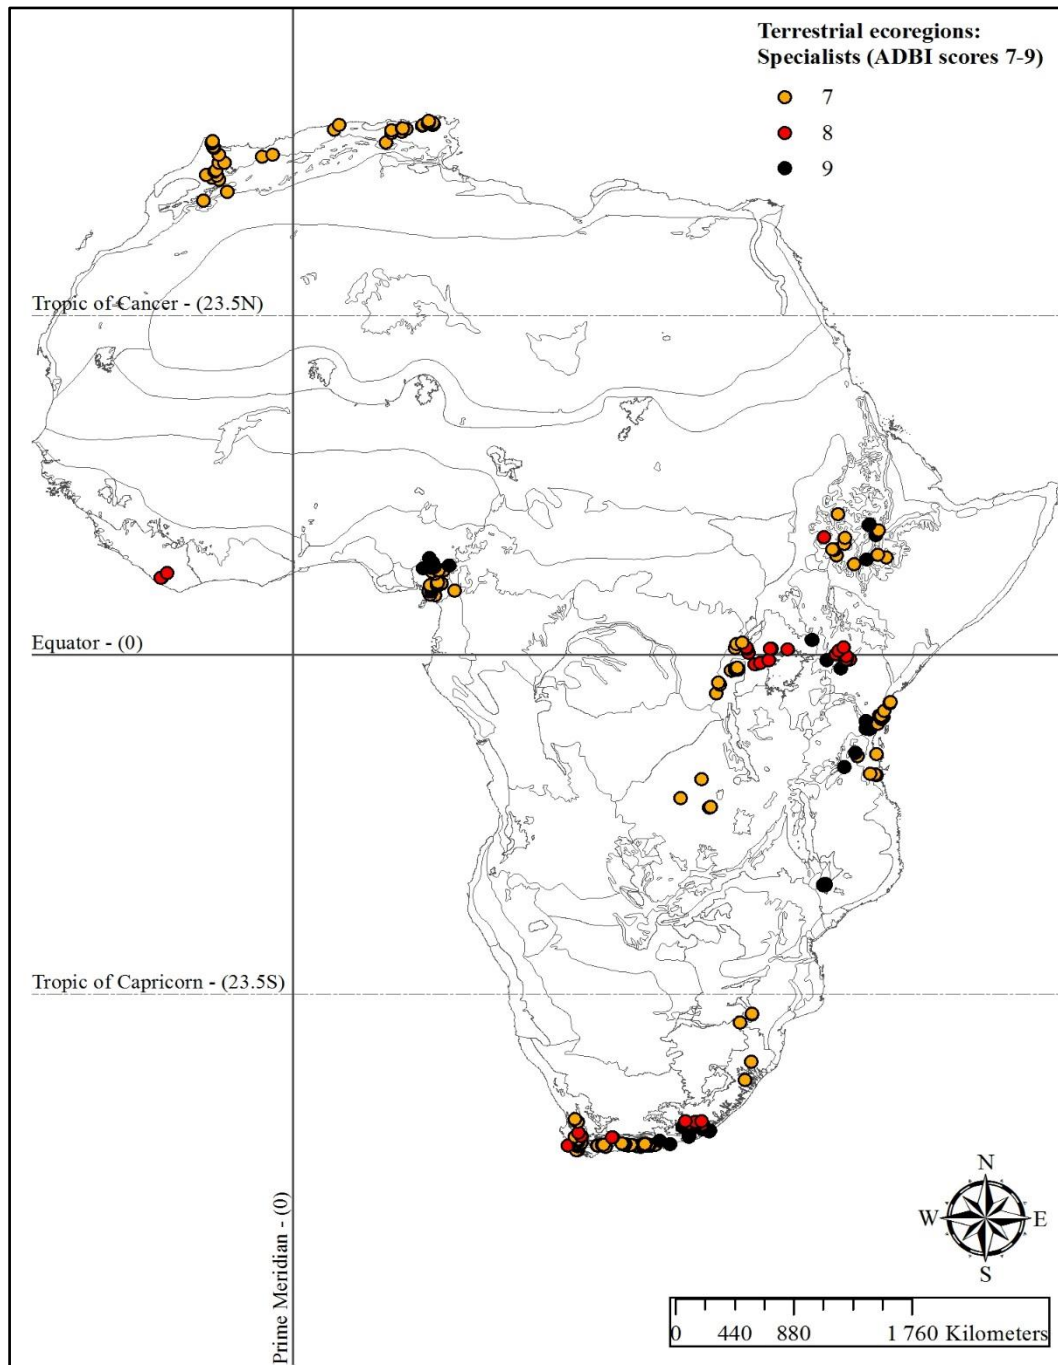 Terrestrial ecoregions:
Specialists (ADBI scores 7-9)
7
8
9
Tropic of Cancer - (23.5N)
Equator - (0)
Tropic of Capricorn - (23.5S)
Prime Meridian - (0)
N
W E
S
0 440 880 1 760 Kilometers